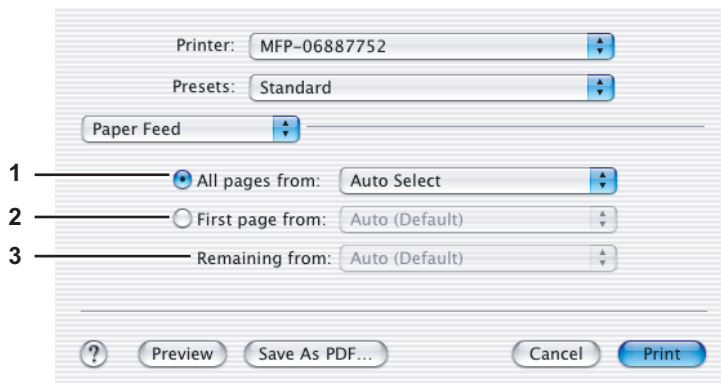 Printer: MFP-06887752
Presets: Standard
Paper Feed
1 All pages from: Auto Select
2 First page from: Auto (Default)
3 Remaining from: Auto (Default)
? Preview Save As PDF... Cancel Print